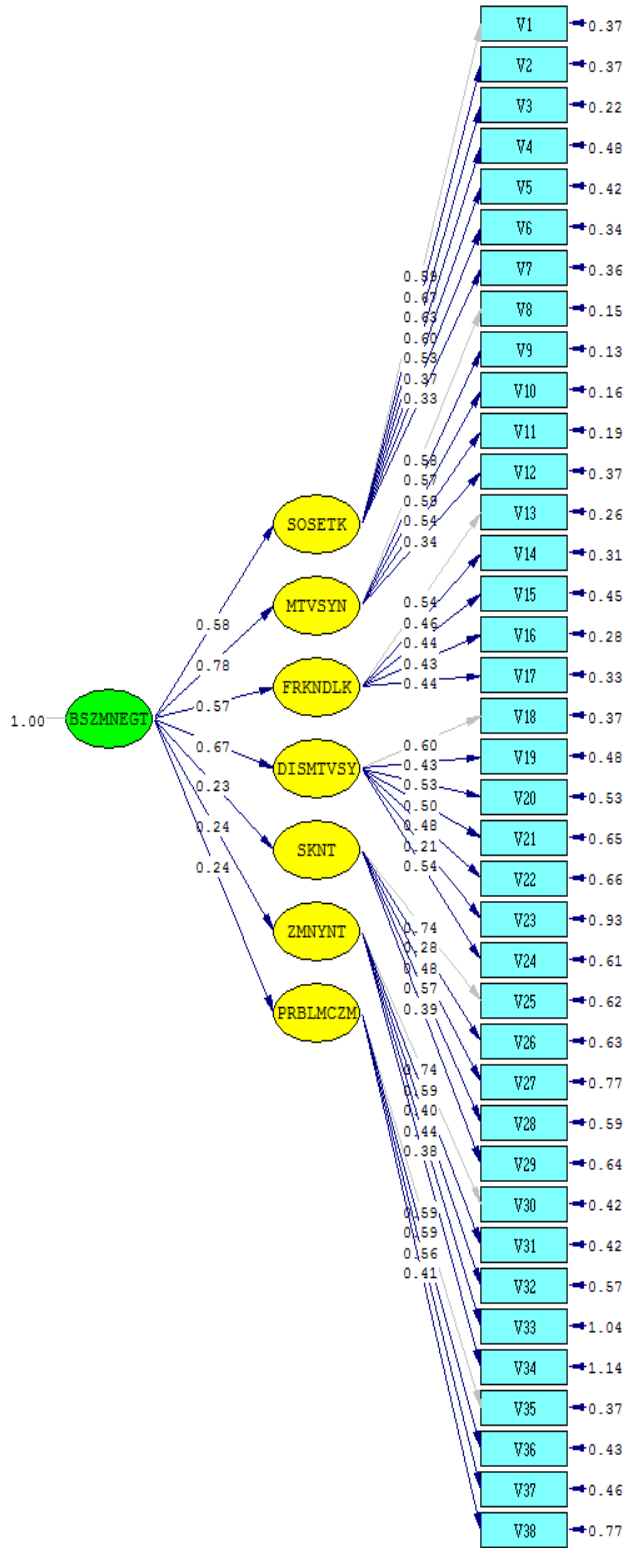 1.00
BSZMNEGT
0.58
0.78
0.57
0.67
0.23
0.24
0.24
SOSETK
MTVSYN
FRKNDLK
DISMTVSY
SKNT
ZMNYNT
PRBLMCZM
0.59
0.67
0.63
0.60
0.53
0.37
0.33
0.58
0.57
0.59
0.54
0.34
0.54
0.46
0.44
0.43
0.44
0.60
0.43
0.53
0.50
0.48
0.21
0.54
0.74
0.28
0.48
0.57
0.39
0.74
0.59
0.40
0.44
0.38
0.59
0.59
0.56
0.41
V1 0.37
V2 0.37
V3 0.22
V4 0.48
V5 0.42
V6 0.34
V7 0.36
V8 0.15
V9 0.13
V10 0.16
V11 0.19
V12 0.37
V13 0.26
V14 0.31
V15 0.45
V16 0.28
V17 0.33
V18 0.37
V19 0.48
V20 0.53
V21 0.65
V22 0.66
V23 0.93
V24 0.61
V25 0.62
V26 0.63
V27 0.77
V28 0.59
V29 0.64
V30 0.42
V31 0.42
V32 0.57
V33 1.04
V34 1.14
V35 0.37
V36 0.43
V37 0.46
V38 0.77